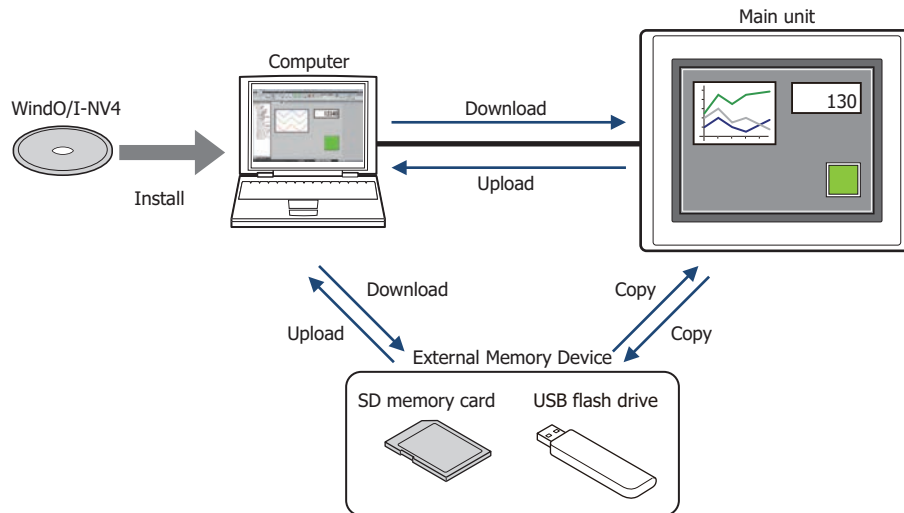 Main unit
Computer
WindO/I-NV4
130
Download
Upload
Install
Download
Copy
Upload
Copy
External Memory Device
SD memory card
USB flash drive